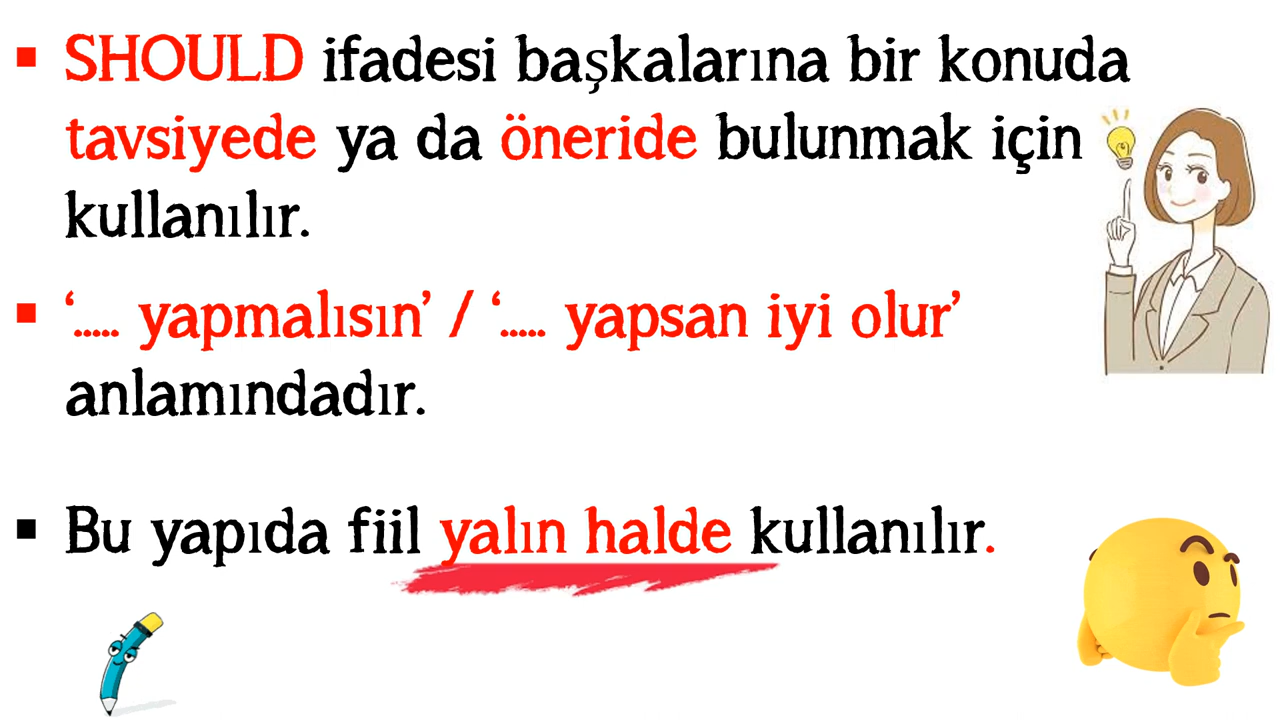 ▪ SHOULD ifadesi başkalarına bir konuda
tavsiyede ya da öneride bulunmak için
kullanılır.
▪ ‘...... yapmalısın’ / ‘...... yapsan iyi olur’
anlamındadır.
▪ Bu yapıda fiil yalın halde kullanılır.